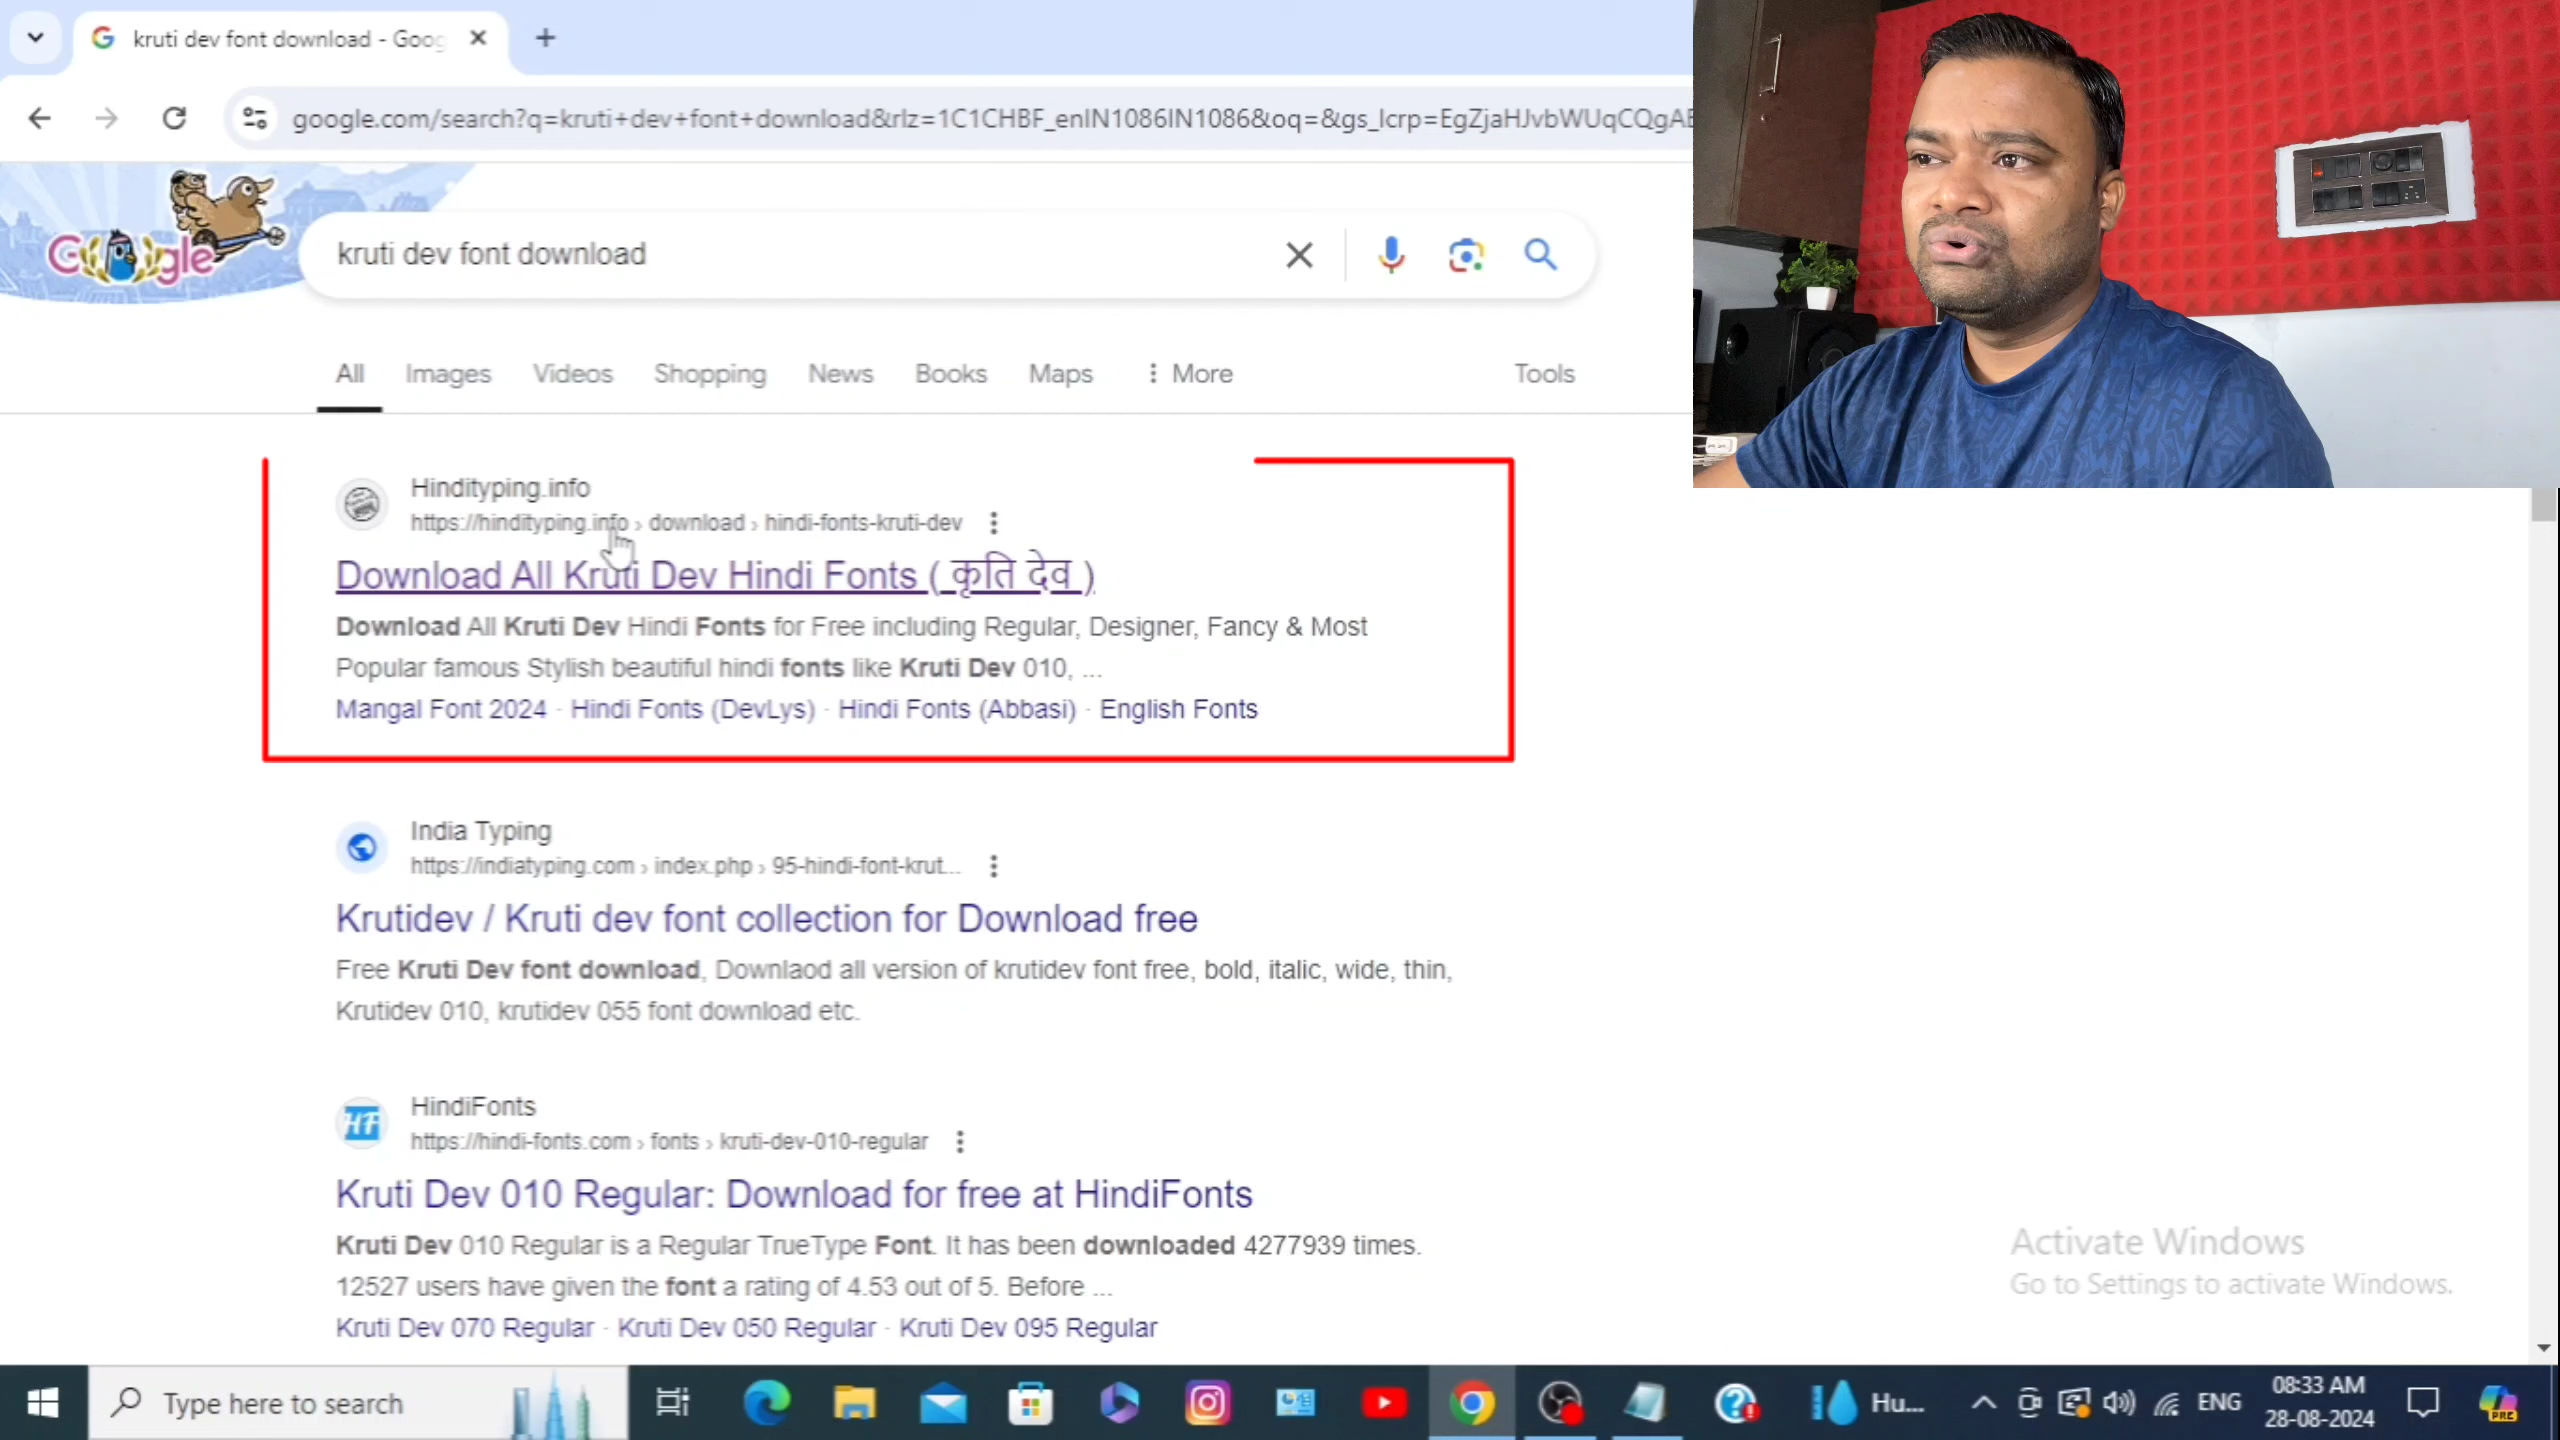 kruti dev font download - Goog
google.com/search?q=kruti+dev+font+download&rlz=1C1CHBF_enIN1086IN1086&oq=&gs_lcrp=EgZjaHJvbWUqCQgAE
Google
kruti dev font download
All Images Videos Shopping News Books Maps More Tools
Hindityping.info
https://hindityping.info › download › hindi-fonts-kruti-dev
Download All Kruti Dev Hindi Fonts ( कृति देव )
Download All Kruti Dev Hindi Fonts for Free including Regular, Designer, Fancy & Most
Popular famous Stylish beautiful hindi fonts like Kruti Dev 010, ...
Mangal Font 2024 · Hindi Fonts (DevLys) · Hindi Fonts (Abbasi) · English Fonts
India Typing
https://indiatyping.com › index.php › 95-hindi-font-krut...
Krutidev / Kruti dev font collection for Download free
Free Kruti Dev font download, Downlaod all version of krutidev font free, bold, italic, wide, thin,
Krutidev 010, krutidev 055 font download etc.
HF
HindiFonts
https://hindi-fonts.com › fonts › kruti-dev-010-regular
Kruti Dev 010 Regular: Download for free at HindiFonts
Kruti Dev 010 Regular is a Regular TrueType Font. It has been downloaded 4277939 times.
12527 users have given the font a rating of 4.53 out of 5. Before ...
Kruti Dev 070 Regular · Kruti Dev 050 Regular · Kruti Dev 095 Regular
Activate Windows
Go to Settings to activate Windows.
Type here to search
Hu...
ENG
08:33 AM
28-08-2024
PRE